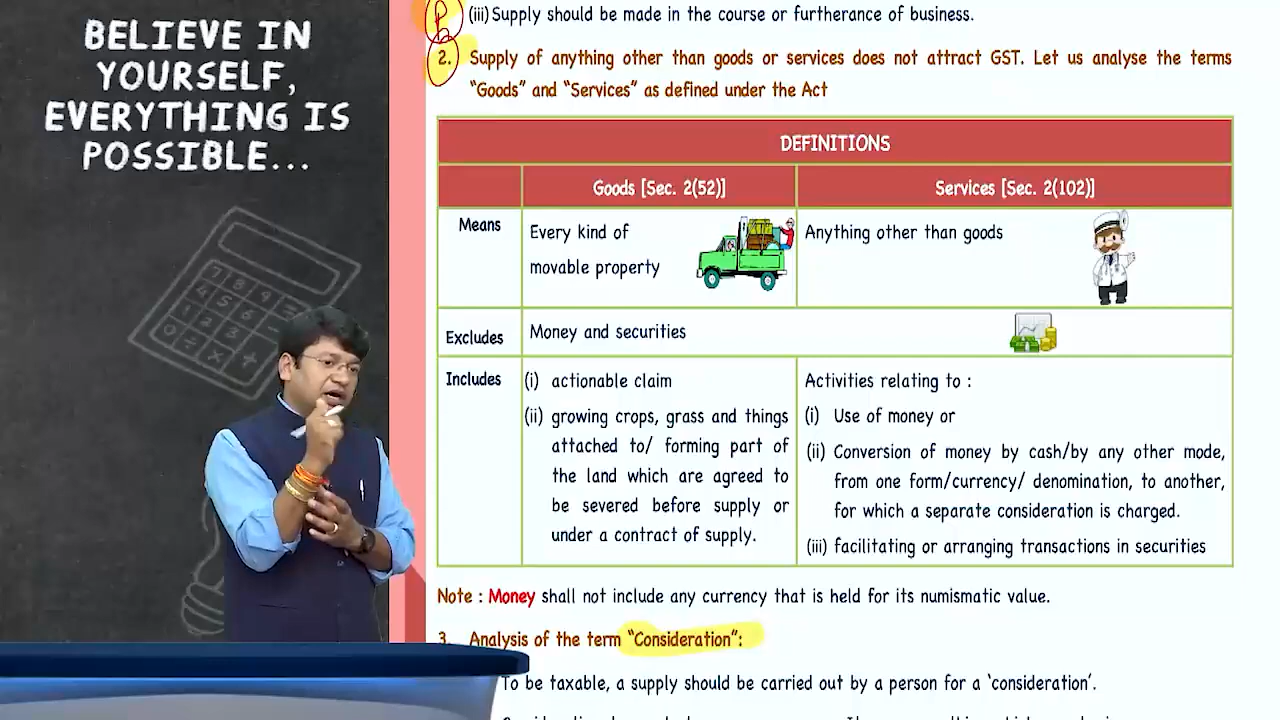 BELIEVE IN
YOURSELF,
EVERYTHING IS
POSSIBLE...
(iii) Supply should be made in the course or furtherance of business.
2. Supply of anything other than goods or services does not attract GST. Let us analyse the terms
“Goods” and “Services” as defined under the Act
DEFINITIONS
Goods [Sec. 2(52)] Services [Sec. 2(102)]
Means
Every kind of
movable property
Anything other than goods
Excludes
Money and securities
Includes
(i) actionable claim
(ii) growing crops, grass and things
attached to/ forming part of
the land which are agreed to
be severed before supply or
under a contract of supply.
Activities relating to :
(i) Use of money or
(ii) Conversion of money by cash/by any other mode,
from one form/currency/ denomination, to another,
for which a separate consideration is charged.
(iii) facilitating or arranging transactions in securities
Note : Money shall not include any currency that is held for its numismatic value.
3. Analysis of the term “Consideration”:
To be taxable, a supply should be carried out by a person for a ‘consideration’.